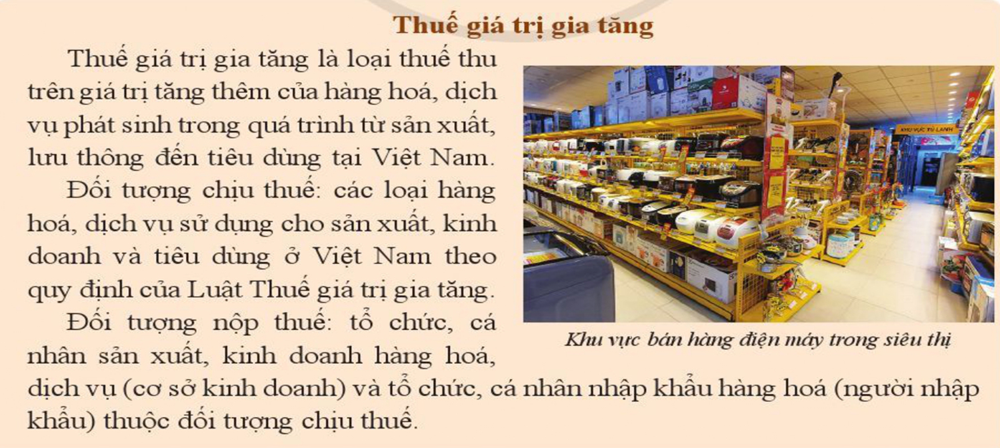 Thuế giá trị gia tăng
Thuế giá trị gia tăng là loại thuế thu
trên giá trị tăng thêm của hàng hoá, dịch
vụ phát sinh trong quá trình từ sản xuất,
lưu thông đến tiêu dùng tại Việt Nam.
Đối tượng chịu thuế: các loại hàng
hoá, dịch vụ sử dụng cho sản xuất, kinh
doanh và tiêu dùng ở Việt Nam theo
quy định của Luật Thuế giá trị gia tăng.
Đối tượng nộp thuế: tổ chức, cá
nhân sản xuất, kinh doanh hàng hoá,
dịch vụ (cơ sở kinh doanh) và tổ chức, cá nhân nhập khẩu hàng hoá (người nhập
khẩu) thuộc đối tượng chịu thuế.
KHU VỰC TỦ LẠNH
Khu vực bán hàng điện máy trong siêu thị